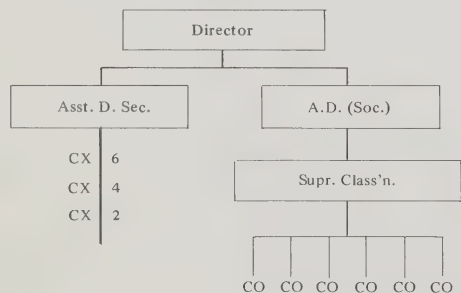 Director
Asst. D. Sec.
A.D. (Soc.)
CX 6
CX 4
CX 2
Supr. Class'n.
CO CO CO CO CO CO